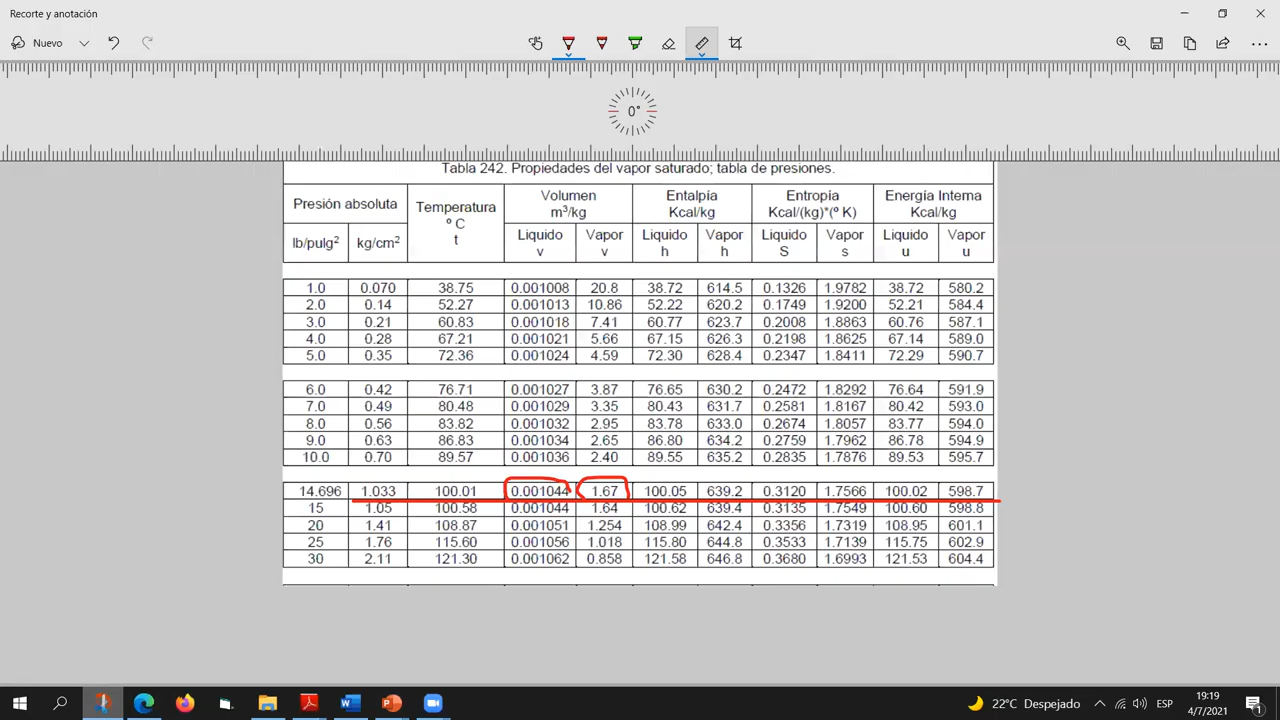 Recorte y anotación
Nuevo
0°
Tabla 242. Propiedades del vapor saturado; tabla de presiones.
Presión absoluta Temperatura º C t Volumen m³/kg Entalpía Kcal/kg Entropía Kcal/(kg)*(º K) Energía Interna Kcal/kg
lb/pulg² kg/cm² Liquido v Vapor v Liquido h Vapor h Liquido S Vapor s Liquido u Vapor u
1.0 0.070 38.75 0.001008 20.8 38.72 614.5 0.1326 1.9782 38.72 580.2
2.0 0.14 52.27 0.001013 10.86 52.22 620.2 0.1749 1.9200 52.21 584.4
3.0 0.21 60.83 0.001018 7.41 60.77 623.7 0.2008 1.8863 60.76 587.1
4.0 0.28 67.21 0.001021 5.66 67.15 626.3 0.2198 1.8625 67.14 589.0
5.0 0.35 72.36 0.001024 4.59 72.30 628.4 0.2347 1.8411 72.29 590.7
6.0 0.42 76.71 0.001027 3.87 76.65 630.2 0.2472 1.8292 76.64 591.9
7.0 0.49 80.48 0.001029 3.35 80.43 631.7 0.2581 1.8167 80.42 593.0
8.0 0.56 83.82 0.001032 2.95 83.78 633.0 0.2674 1.8057 83.77 594.0
9.0 0.63 86.83 0.001034 2.65 86.80 634.2 0.2759 1.7962 86.78 594.9
10.0 0.70 89.57 0.001036 2.40 89.55 635.2 0.2835 1.7876 89.53 595.7
14.696 1.033 100.01 0.001044 1.67 100.05 639.2 0.3120 1.7566 100.02 598.7
15 1.05 100.58 0.001044 1.64 100.62 639.4 0.3135 1.7549 100.60 598.8
20 1.41 108.87 0.001051 1.254 108.99 642.4 0.3356 1.7319 108.95 601.1
25 1.76 115.60 0.001056 1.018 115.80 644.8 0.3533 1.7139 115.75 602.9
30 2.11 121.30 0.001062 0.858 121.58 646.8 0.3680 1.6993 121.53 604.4
22°C Despejado ESP 19:19
4/7/2021